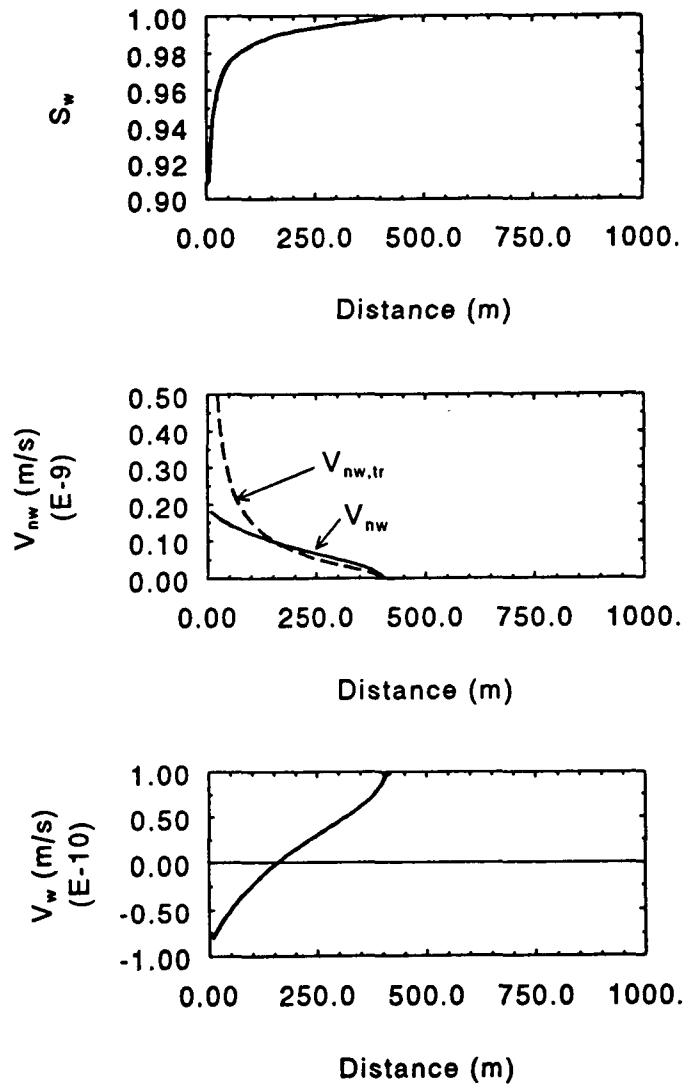 1.00
0.98
0.96
0.94
0.92
0.90
S_w
0.00 250.0 500.0 750.0 1000.
Distance (m)
0.50
0.40
0.30
0.20
0.10
0.00
V_nw (m/s)
(E-9)
V_nw,tr
V_nw
0.00 250.0 500.0 750.0 1000.
Distance (m)
1.00
0.50
0.00
-0.50
-1.00
V_w (m/s)
(E-10)
0.00 250.0 500.0 750.0 1000.
Distance (m)